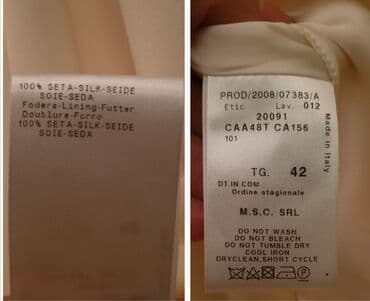 100% SETA-SILK-SEIDE
SOIE-SEDA
Fodera-Lining-Futter
Doublure-Forro
100% SETA-SILK-SEIDE
SOIE-SEDA
PROD/2008/07383/A
Etic. Lav. 012
20091
CAA48T CA156
101
Made in Italy
TG. 42
DT IN COM
Ordine stagionale
M.S.C. SRL
DO NOT WASH
DO NOT BLEACH
DO NOT TUMBLE DRY
COOL IRON
DRYCLEAN,SHORT CYCLE
P